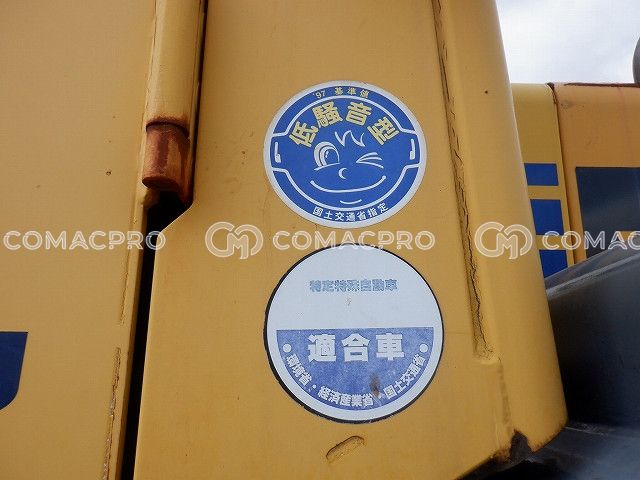 '97 基準値
低騒音型
国土交通省指定
COMACPRO COMACPRO COMAC
特定特殊自動車
適合車
環境省・経済産業省・国土交通省